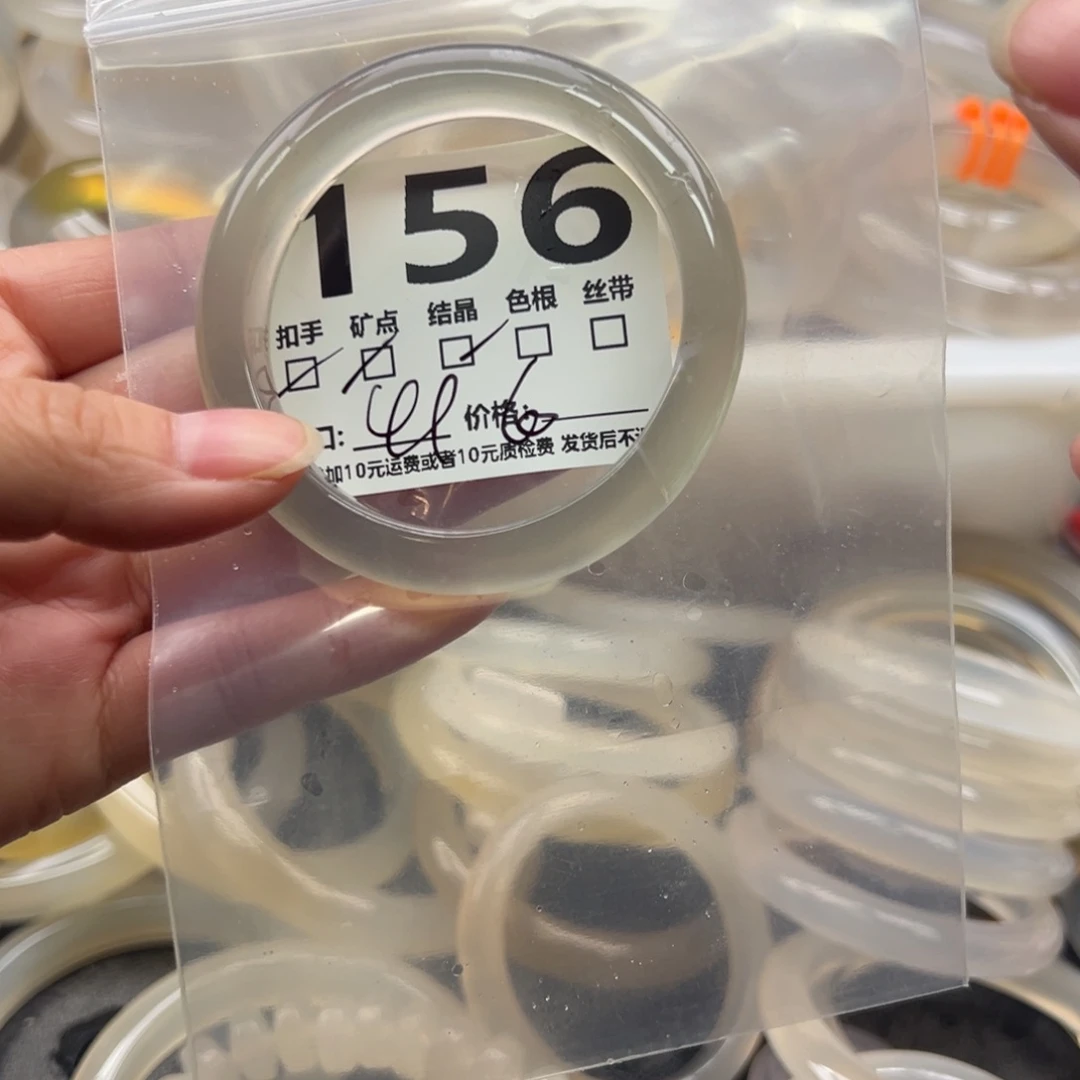 156
扣手 矿点 结晶 色根 丝带
口: 价格:
加10元运费或者10元质检费 发货后不